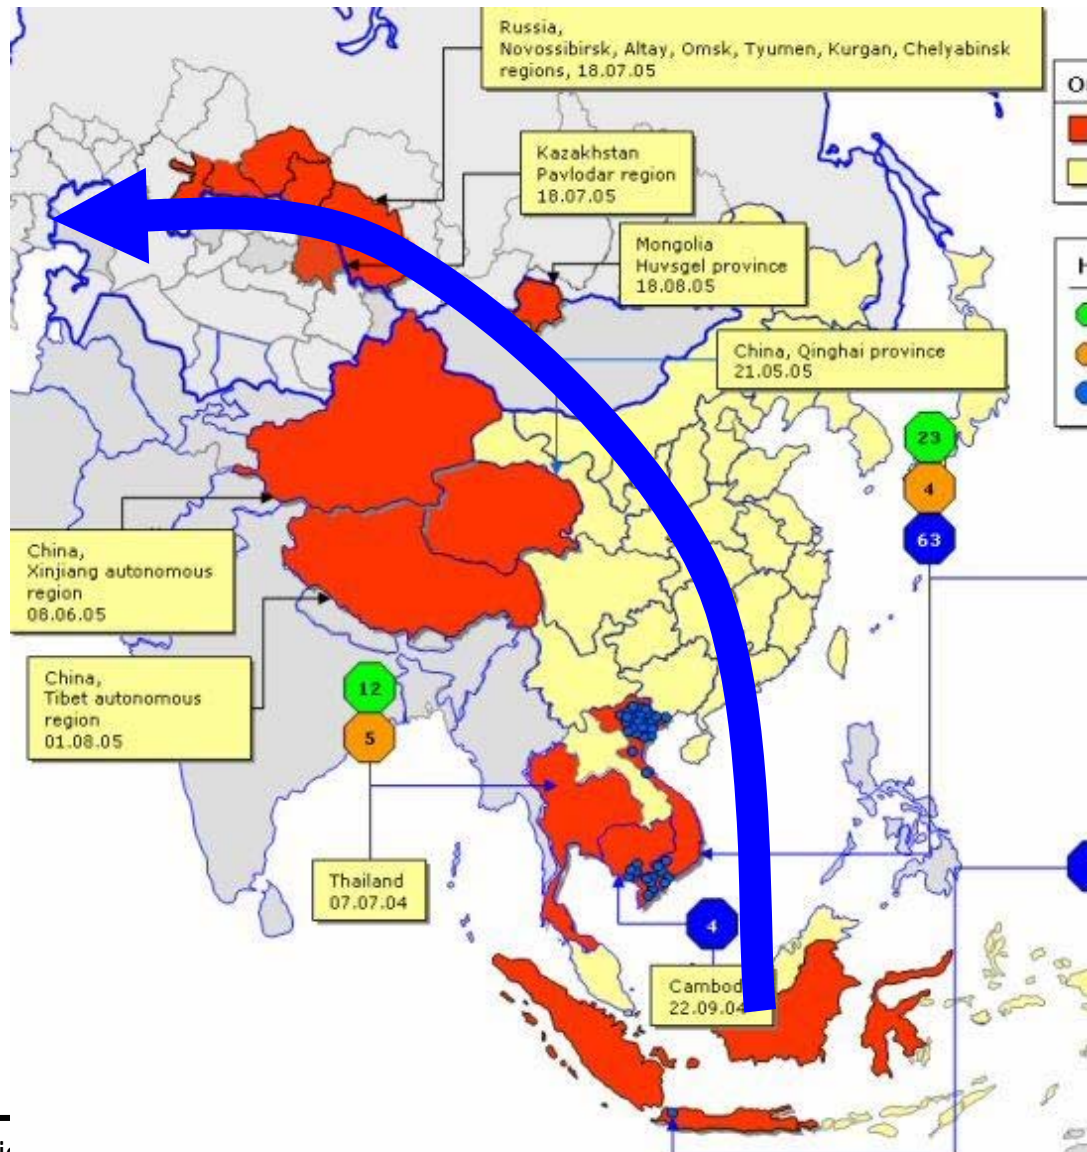 Russia,
Novossibirsk, Altay, Omsk, Tyumen, Kurgan, Chelyabinsk
regions, 18.07.05
Kazakhstan
Pavlodar region
18.07.05
Mongolia
Huvsgel province
18.08.05
China, Qinghai province
21.05.05
23
4
63
China,
Xinjiang autonomous
region
08.06.05
China,
Tibet autonomous
region
01.08.05
12
5
Thailand
07.07.04
4
22.09.04